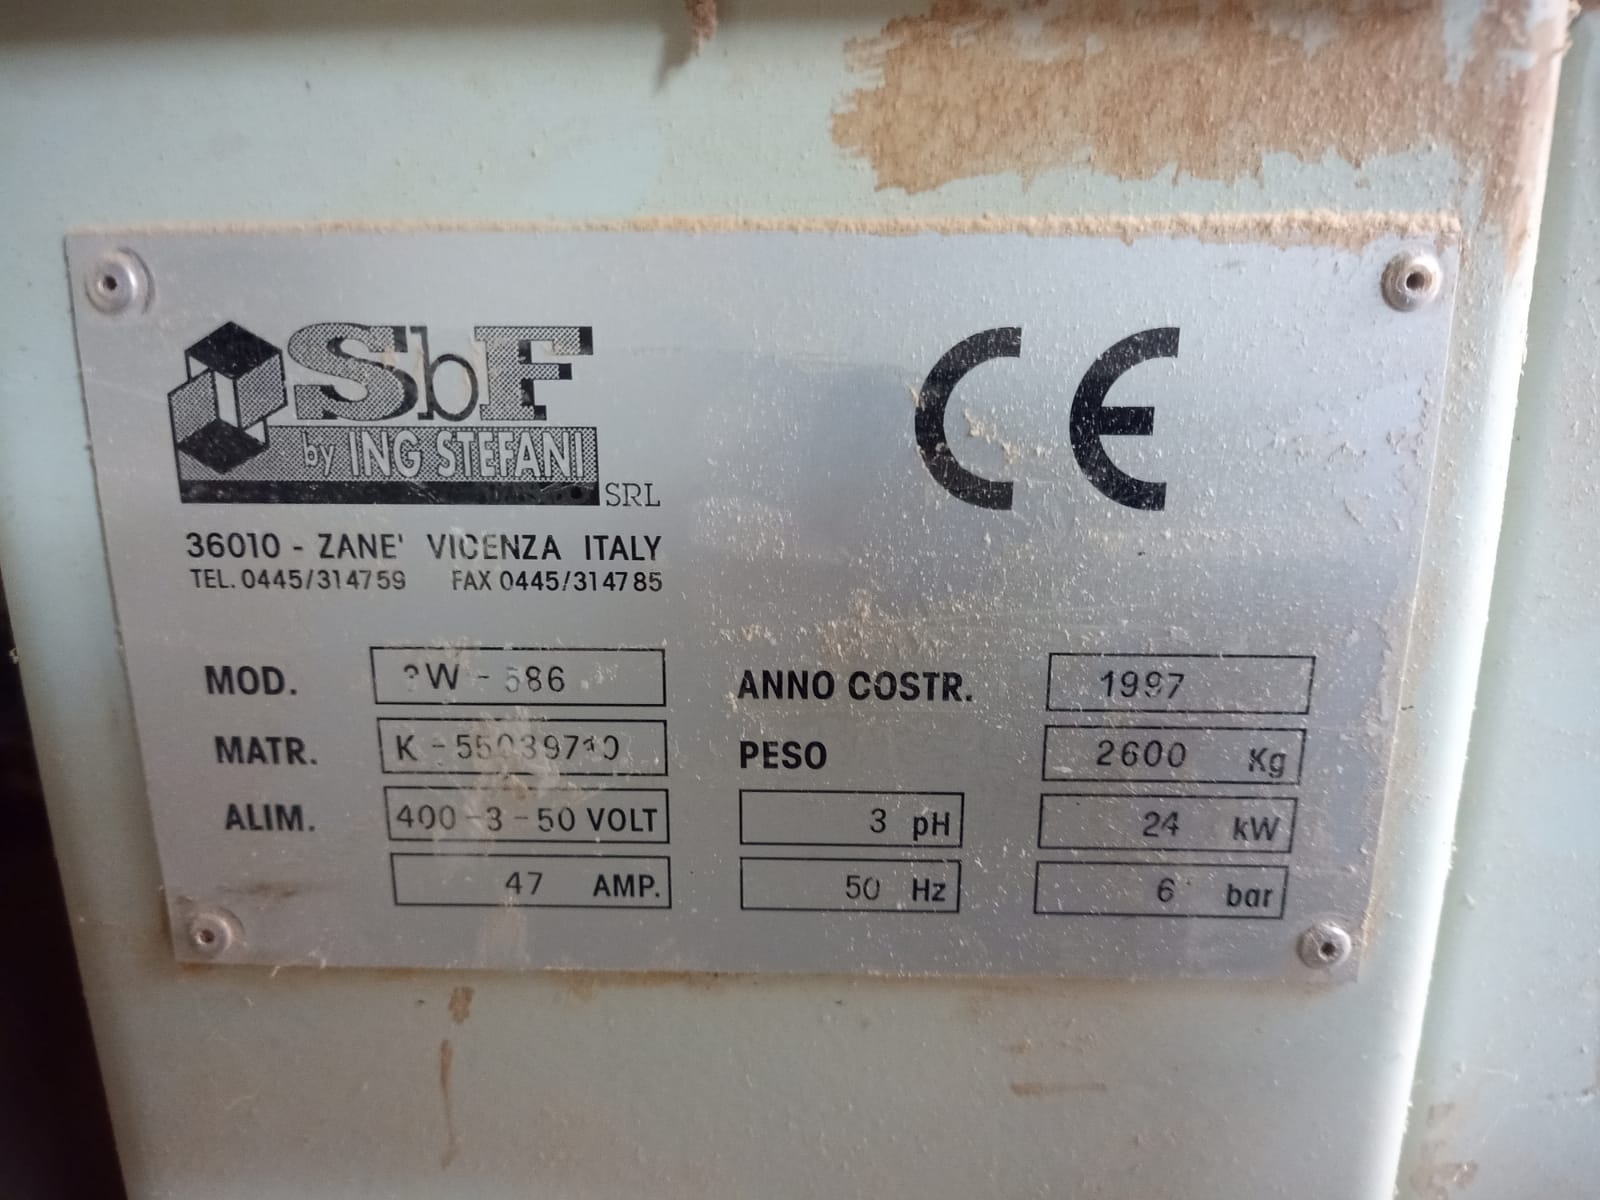 SbF
by ING STEFANI
SRL
CE
36010 - ZANE' VICENZA ITALY
TEL. 0445/314759 FAX 0445/314785
MOD. ANNO COSTR. 1997
MATR. PESO 2600 Kg
ALIM. 400-3-50 VOLT 3 pH 24 kW
47 AMP. 50 Hz 6 bar